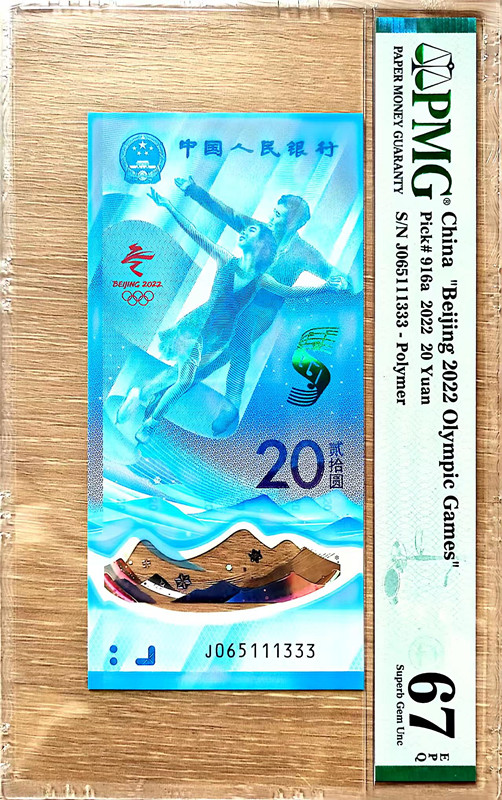 中国人民银行
BEIJING 2022
20 贰拾圆
J065111333
PMG®
PAPER MONEY GUARANTY
China "Beijing 2022 Olympic Games"
Pick# 916a 2022 20 Yuan
S/N J065111333 - Polymer
67 EPQ
Superb Gem Unc